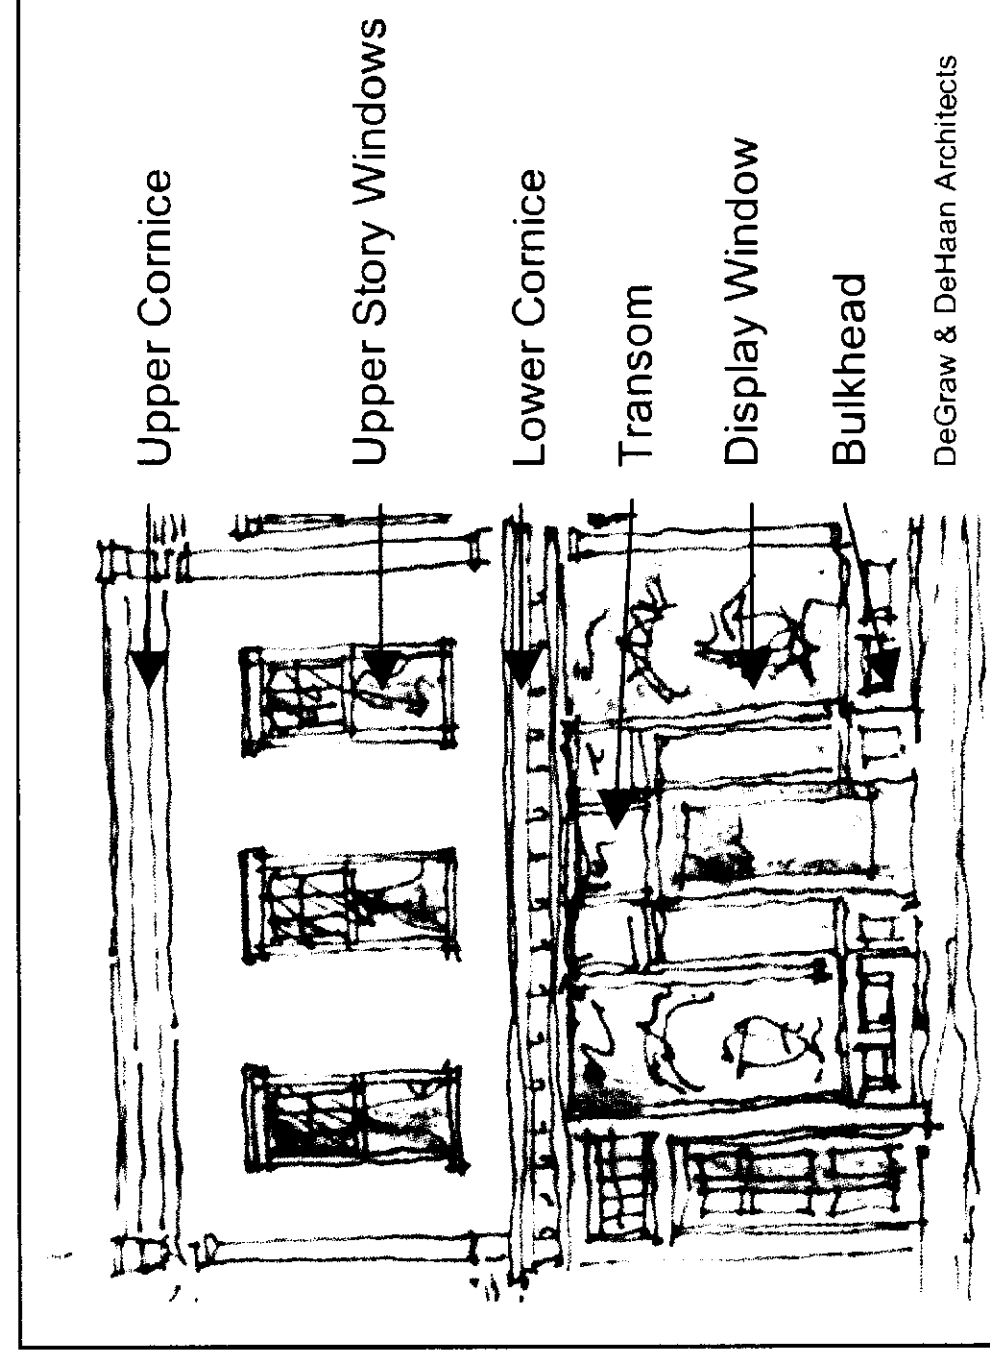 Upper Cornice
Upper Story Windows
Lower Cornice
Transom
Display Window
Bulkhead
DeGraw & DeHaan Architects